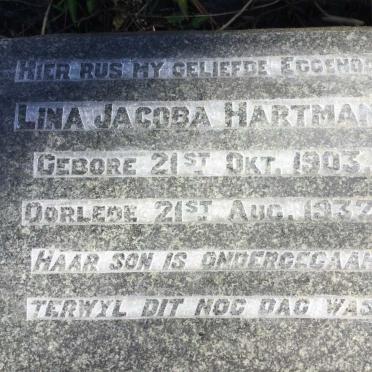 HIER RUS MY GELIEFDE EGGENOO
LINA JACOBA HARTMAN
GEBORE 21ST OKT. 1903.
OORLEDE 21ST AUG. 1937
HAAR SON IS ONDERGEGAAN
TERWYL DIT NOG DAG WAS